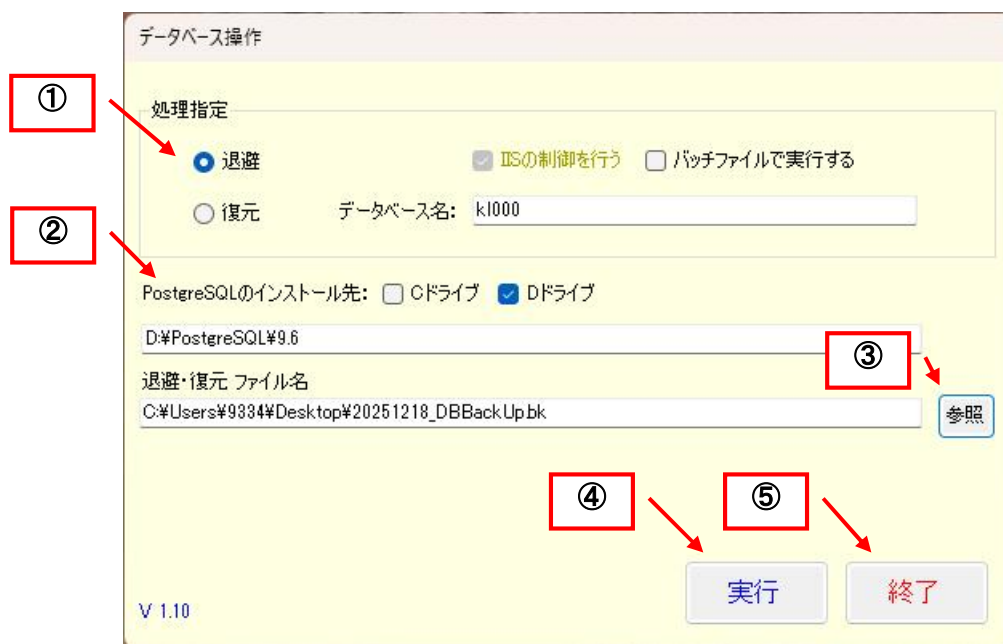 データベース操作
①
処理指定
退避 IISの制御を行う バッチファイルで実行する
復元 データベース名: kl000
②
PostgreSQLのインストール先: Cドライブ Dドライブ
D:¥PostgreSQL¥9.6
③
退避・復元 ファイル名
C:¥Users¥9334¥Desktop¥20251218_DBBackUp.bk 参照
④ ⑤
実行 終了
V 1.10